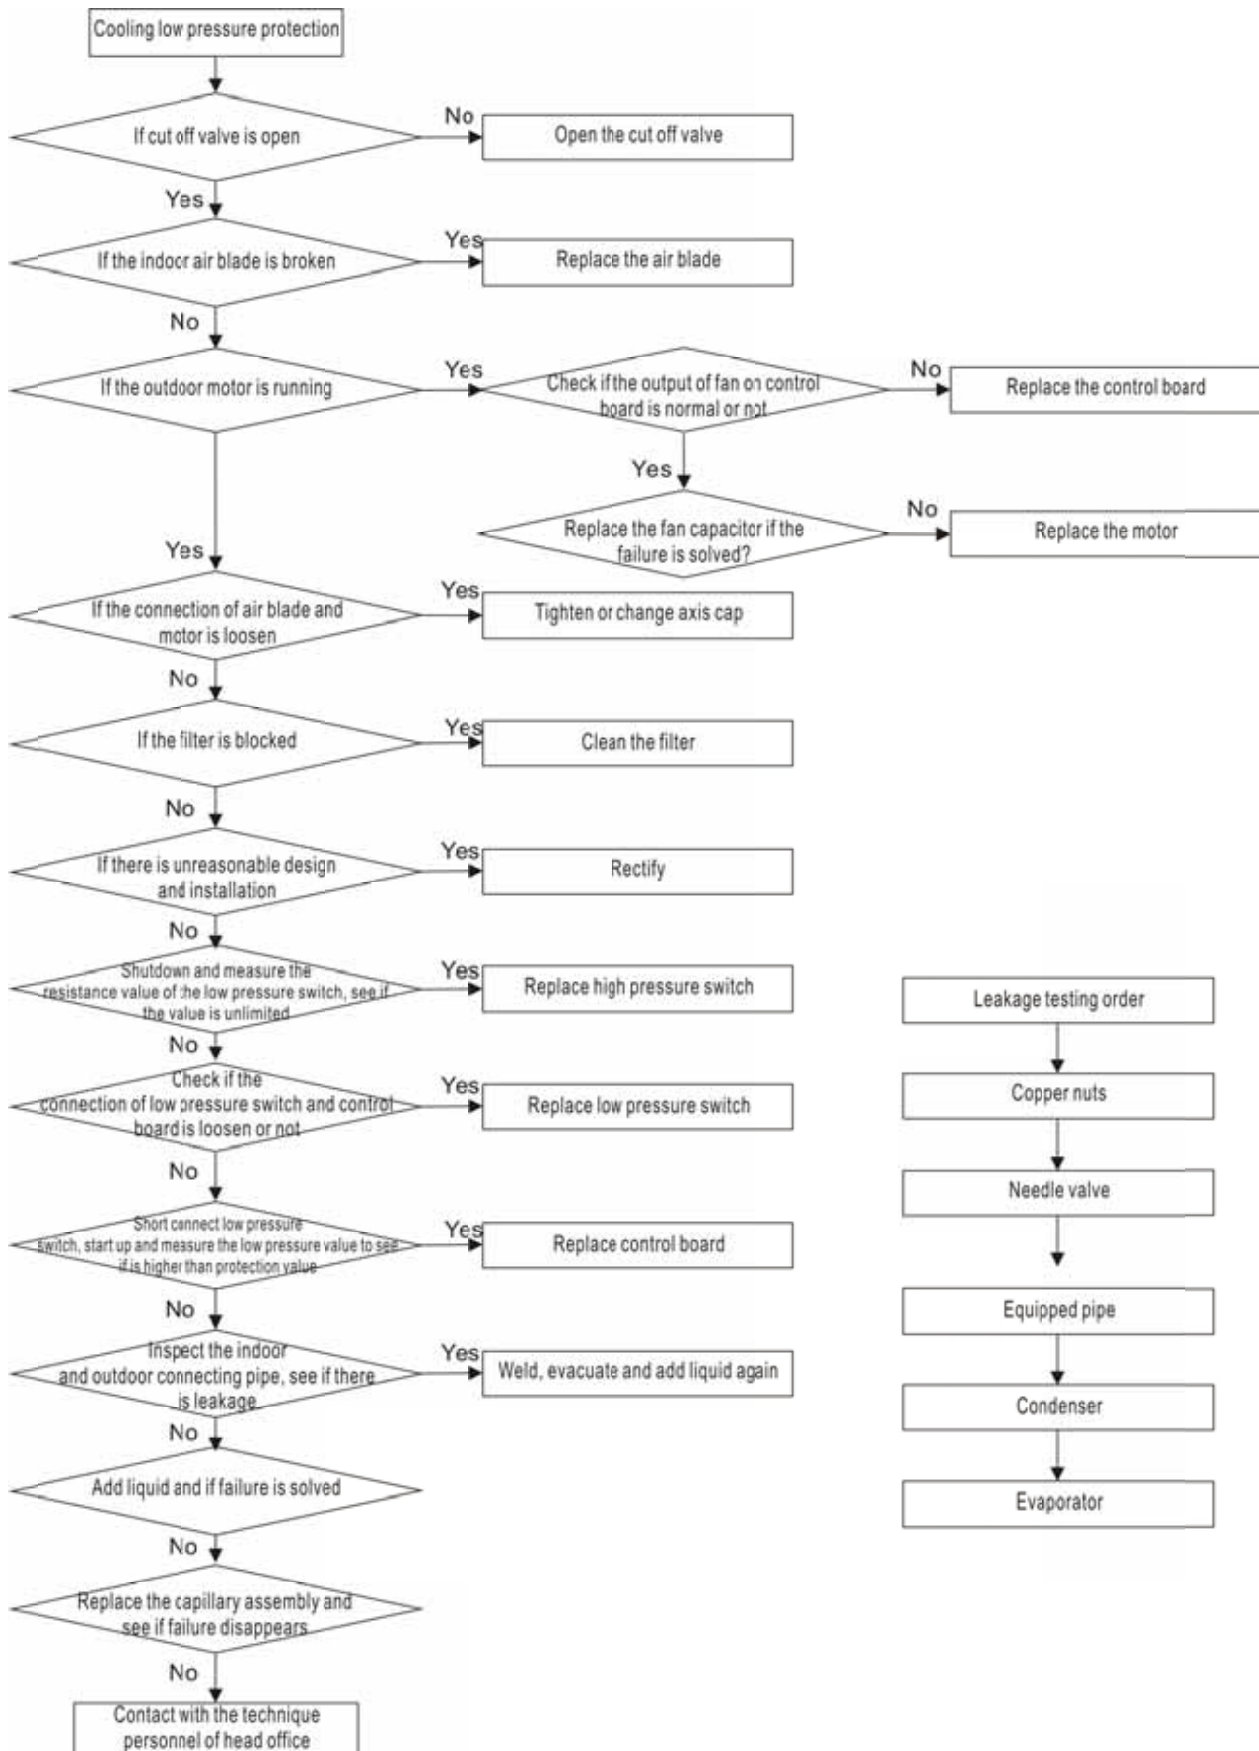 Cooling low pressure protection
If cut off valve is open
No
Open the cut off valve
Yes
If the indoor air blade is broken
Yes
Replace the air blade
No
If the outdoor motor is running
Yes
Check if the output of fan on control
board is normal or not
No
Replace the control board
Yes
Replace the fan capacitor if the
failure is solved?
No
Replace the motor
Yes
If the connection of air blade and
motor is loosen
Yes
Tighten or change axis cap
No
If the filter is blocked
Yes
Clean the filter
No
If there is unreasonable design
and installation
Yes
Rectify
No
Shutdown and measure the
resistance value of the low pressure switch, see if
the value is unlimited
Yes
Replace high pressure switch
No
Check if the
connection of low pressure switch and control
board is loosen or not
Yes
Replace low pressure switch
No
Short connect low pressure
switch, start up and measure the low pressure value to see
if is higher than protection value
Yes
Replace control board
No
Inspect the indoor
and outdoor connecting pipe, see if there
is leakage
Yes
Weld, evacuate and add liquid again
No
Add liquid and if failure is solved
No
Replace the capillary assembly and
see if failure disappears
No
Contact with the technique
personnel of head office
Leakage testing order
Copper nuts
Needle valve
Equipped pipe
Condenser
Evaporator